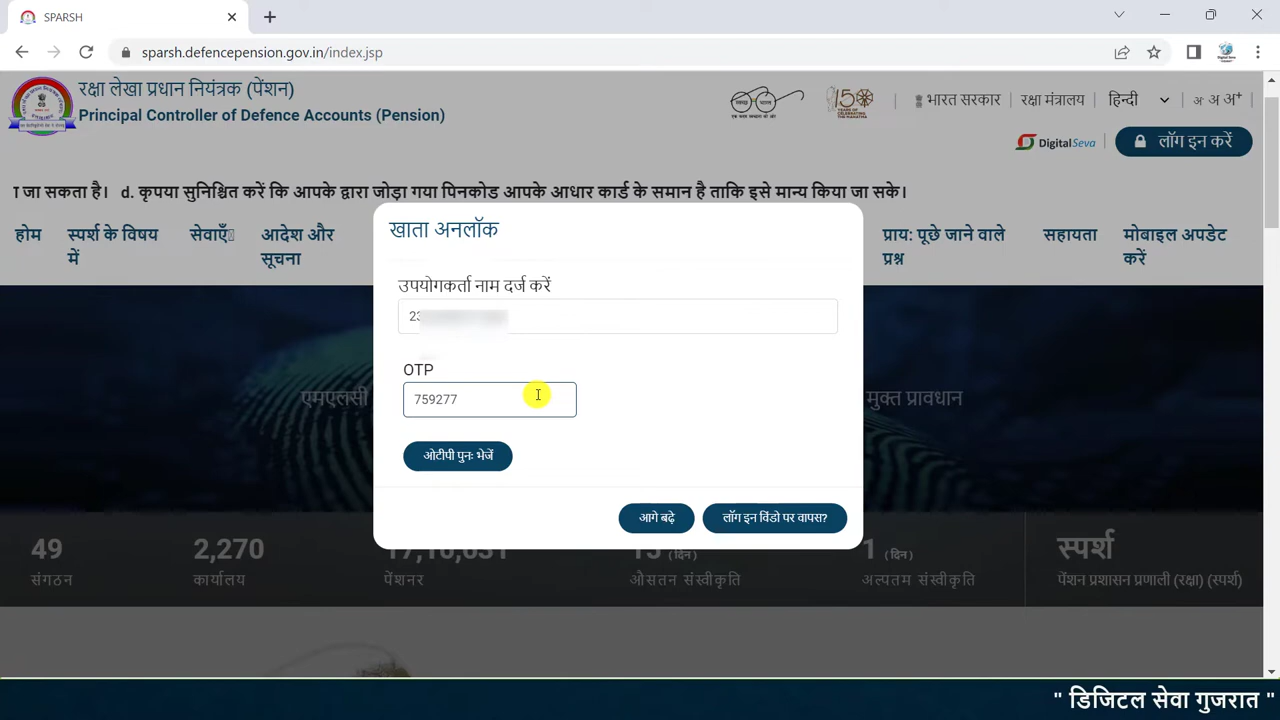 SPARSH
sparsh.defencepension.gov.in/index.jsp
रक्षा लेखा प्रधान नियंत्रक (पेंशन)
Principal Controller of Defence Accounts (Pension)
भारत सरकार
रक्षा मंत्रालय
हिन्दी
अ अ अ+
DigitalSeva
लॉग इन करें
ा जा सकता है। d. कृपया सुनिश्चित करें कि आपके द्वारा जोड़ा गया पिनकोड आपके आधार कार्ड के समान है ताकि इसे मान्य किया जा सके।
होम
स्पर्श के विषय में
सेवाएँ
आदेश और सूचना
प्राय: पूछे जाने वाले प्रश्न
सहायता
मोबाइल अपडेट करें
खाता अनलॉक
उपयोगकर्ता नाम दर्ज करें
23
OTP
759277
ओटीपी पुनः भेजें
आगे बढ़े
लॉग इन विंडो पर वापस?
एमएलसी
मुक्त प्रावधान
49
संगठन
2,270
कार्यालय
पेंशनर
(दिन)
औसतन संस्वीकृति
1 (दिन)
अल्पतम संस्वीकृति
स्पर्श
पेंशन प्रशासन प्रणाली (रक्षा) (स्पर्श)
" डिजिटल सेवा गुजरात "